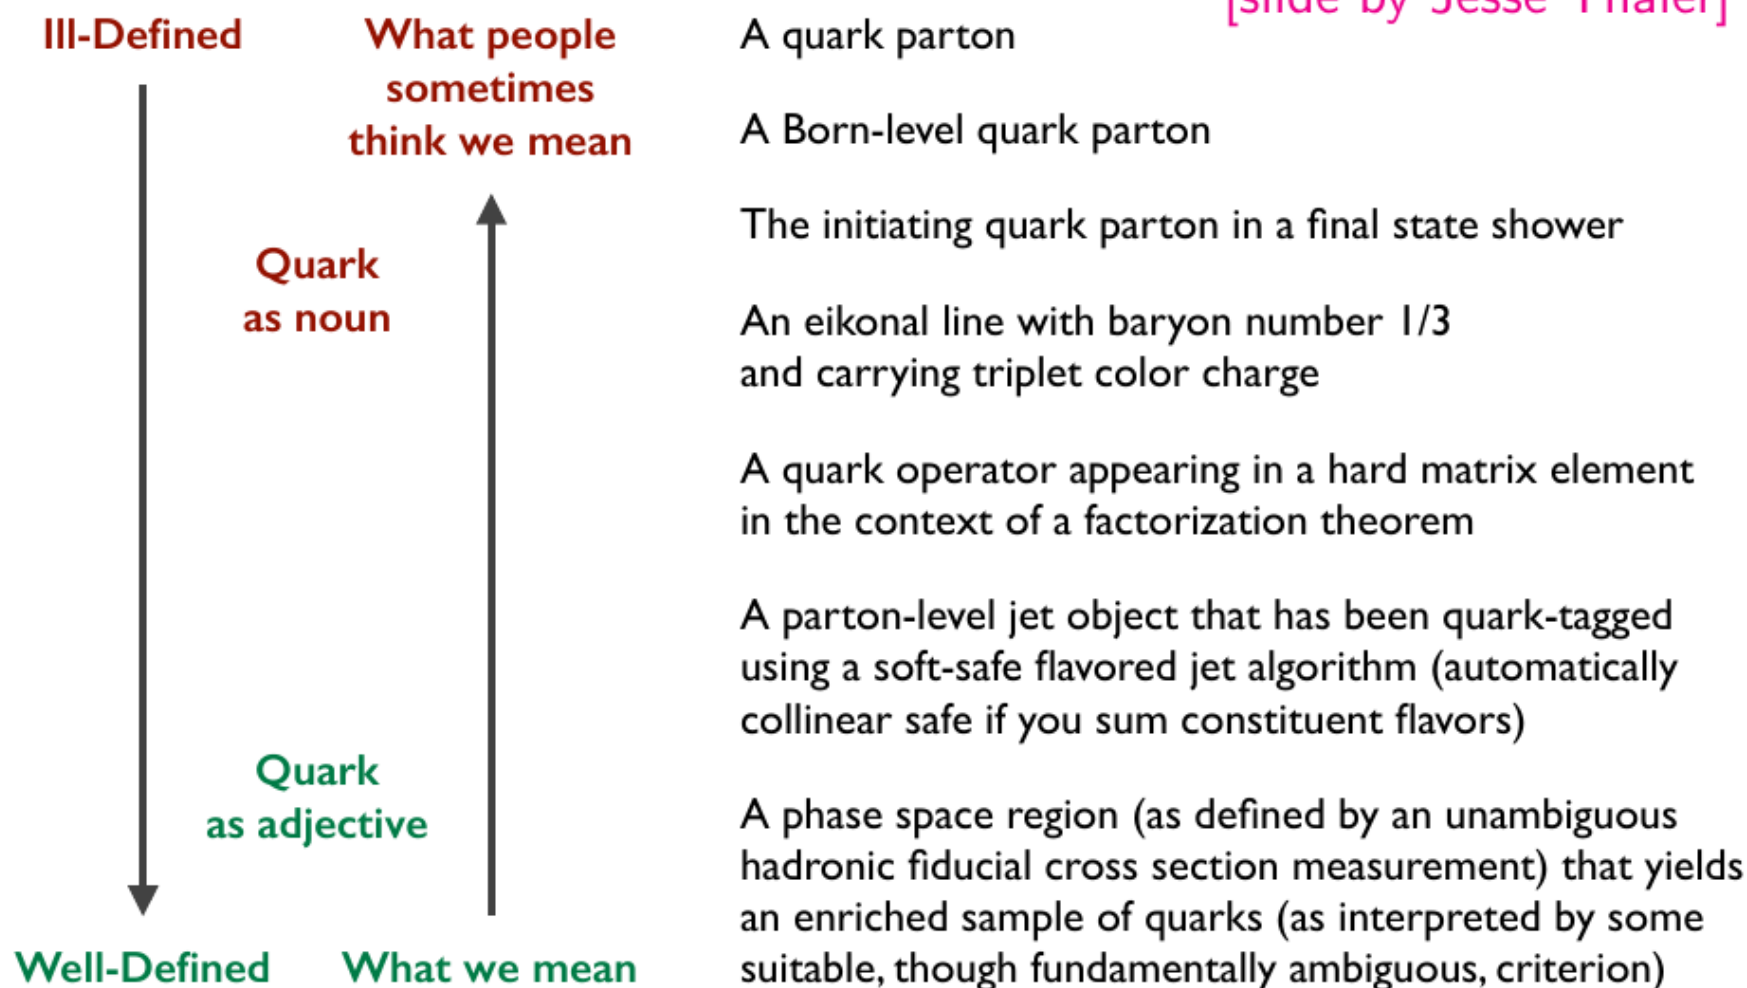 [slide by Jesse Thaler]
Ill-Defined
What people
sometimes
think we mean
Quark
as noun
Quark
as adjective
Well-Defined
What we mean
A quark parton
A Born-level quark parton
The initiating quark parton in a final state shower
An eikonal line with baryon number 1/3
and carrying triplet color charge
A quark operator appearing in a hard matrix element
in the context of a factorization theorem
A parton-level jet object that has been quark-tagged
using a soft-safe flavored jet algorithm (automatically
collinear safe if you sum constituent flavors)
A phase space region (as defined by an unambiguous
hadronic fiducial cross section measurement) that yields
an enriched sample of quarks (as interpreted by some
suitable, though fundamentally ambiguous, criterion)